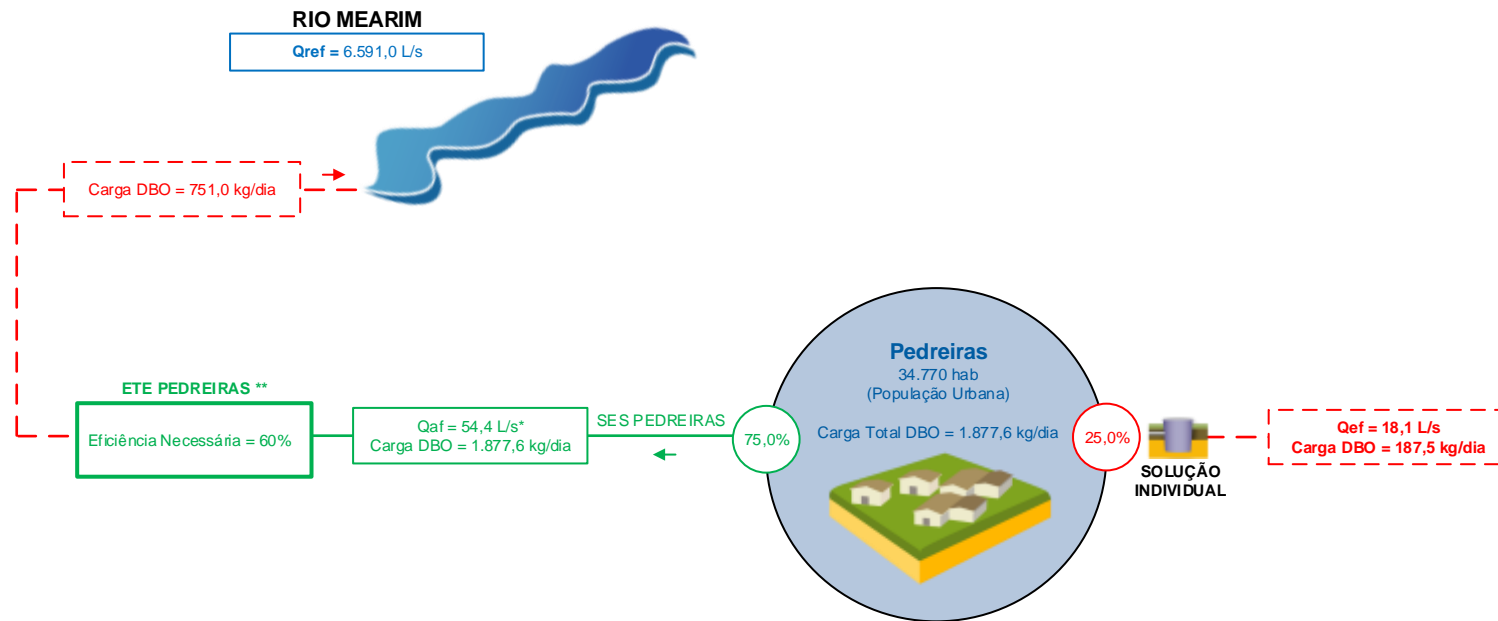 RIO MEARIM
Qref = 6.591,0 L/s
Carga DBO = 751,0 kg/dia
ETE PEDREIRAS **
Eficiência Necessária = 60%
Qaf = 54,4 L/s*
Carga DBO = 1.877,6 kg/dia
SES PEDREIRAS
75,0%
Pedreiras
34.770 hab
(População Urbana)
Carga Total DBO = 1.877,6 kg/dia
25,0%
SOLUÇÃO
INDIVIDUAL
Qef = 18,1 L/s
Carga DBO = 187,5 kg/dia